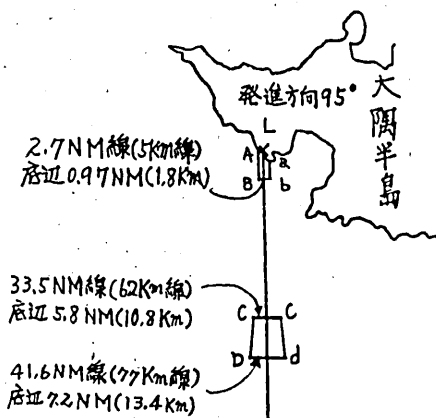 発進方向95°
大隅半島
L
A a
B b
2.7NM線(5Km線)
底辺0.97NM(1.8Km)
33.5NM線(62Km線)
底辺5.8NM(10.8Km)
C C
D d
41.6NM線(77Km線)
底辺7.2NM(13.4Km)